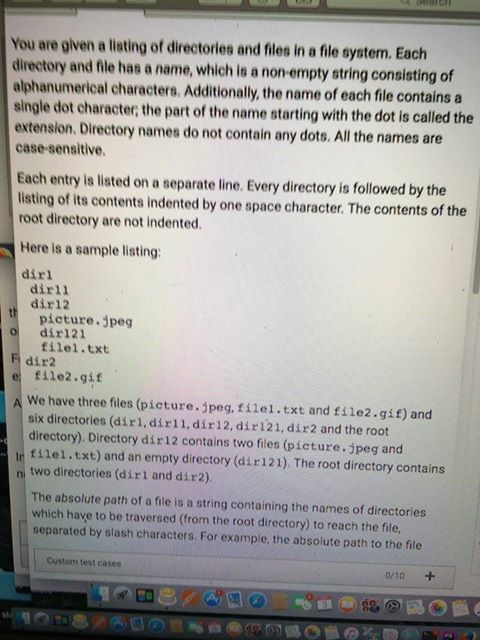 Search
You are given a listing of directories and files in a file system. Each
directory and file has a name, which is a non-empty string consisting of
alphanumerical characters. Additionally, the name of each file contains a
single dot character; the part of the name starting with the dot is called the
extension. Directory names do not contain any dots. All the names are
case-sensitive.
Each entry is listed on a separate line. Every directory is followed by the
listing of its contents indented by one space character. The contents of the
root directory are not indented.
Here is a sample listing:
dir1
 dir11
 dir12
  picture.jpeg
  dir121
  file1.txt
dir2
 file2.gif
We have three files (picture.jpeg, file1.txt and file2.gif) and
six directories (dir1, dir11, dir12, dir121, dir2 and the root
directory). Directory dir12 contains two files (picture.jpeg and
file1.txt) and an empty directory (dir121). The root directory contains
two directories (dir1 and dir2).
The absolute path of a file is a string containing the names of directories
which have to be traversed (from the root directory) to reach the file,
separated by slash characters. For example, the absolute path to the file
Custom test cases
0/10 +